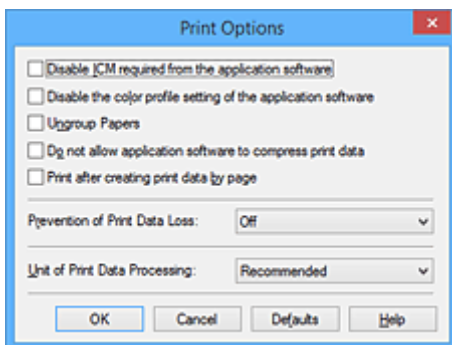 Print Options
Disable ICM required from the application software
Disable the color profile setting of the application software
Ungroup Papers
Do not allow application software to compress print data
Print after creating print data by page
Prevention of Print Data Loss: Off
Unit of Print Data Processing: Recommended
OK Cancel Defaults Help